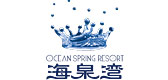 OCEAN SPRING RESORT
海泉湾